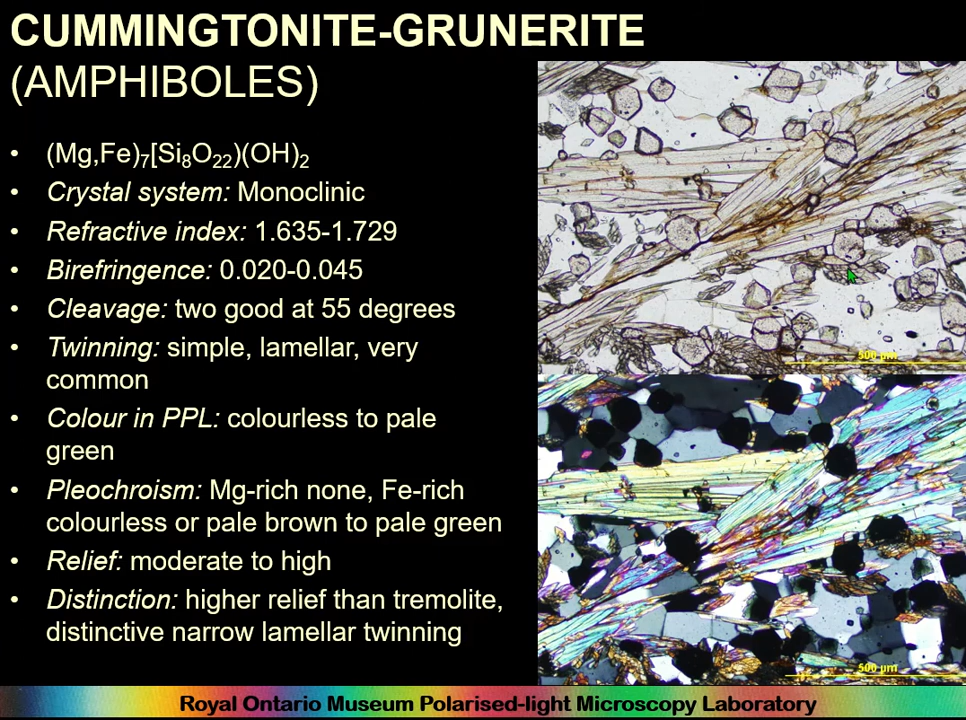 CUMMINGTONITE-GRUNERITE
(AMPHIBOLES)
• (Mg,Fe)₇[Si₈O₂₂)(OH)₂
• Crystal system: Monoclinic
• Refractive index: 1.635-1.729
• Birefringence: 0.020-0.045
• Cleavage: two good at 55 degrees
• Twinning: simple, lamellar, very
common
• Colour in PPL: colourless to pale
green
• Pleochroism: Mg-rich none, Fe-rich
colourless or pale brown to pale green
• Relief: moderate to high
• Distinction: higher relief than tremolite,
distinctive narrow lamellar twinning
500 µm
500 µm
Royal Ontario Museum Polarised-light Microscopy Laboratory